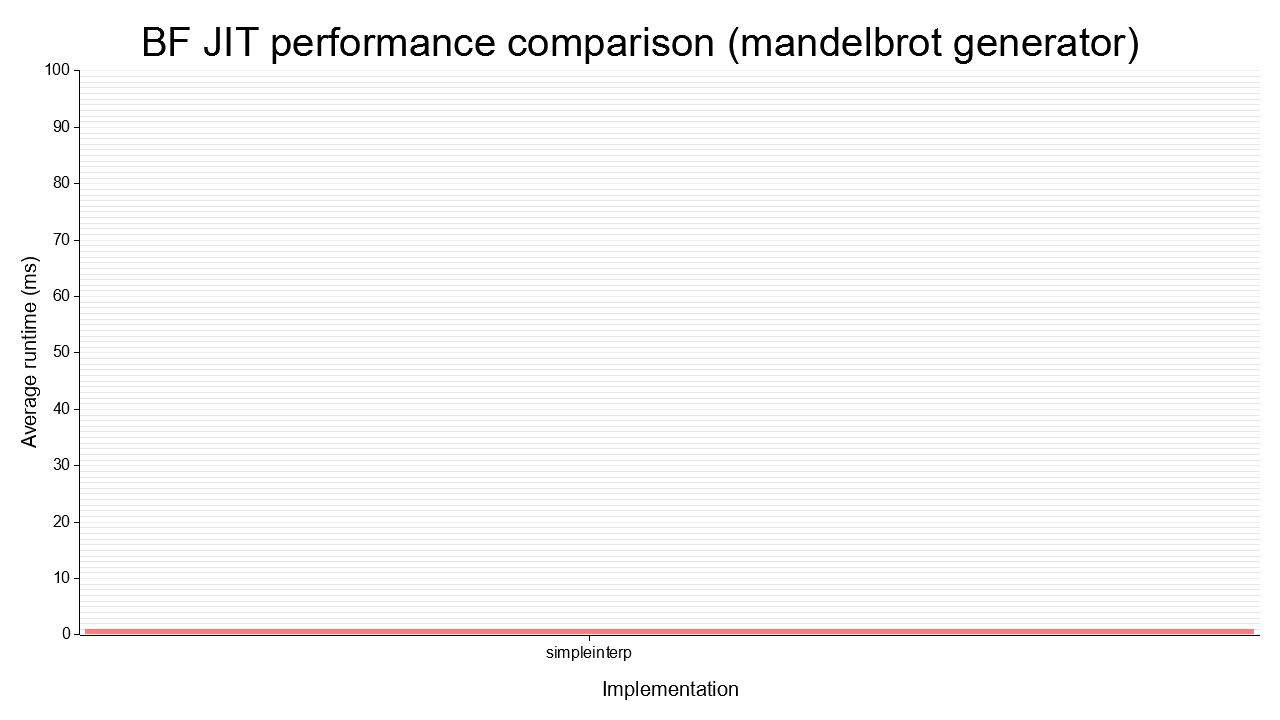 BF JIT performance comparison (mandelbrot generator)
100
90
80
70
60
50
40
30
20
10
0
Average runtime (ms)
simpleinterp
Implementation